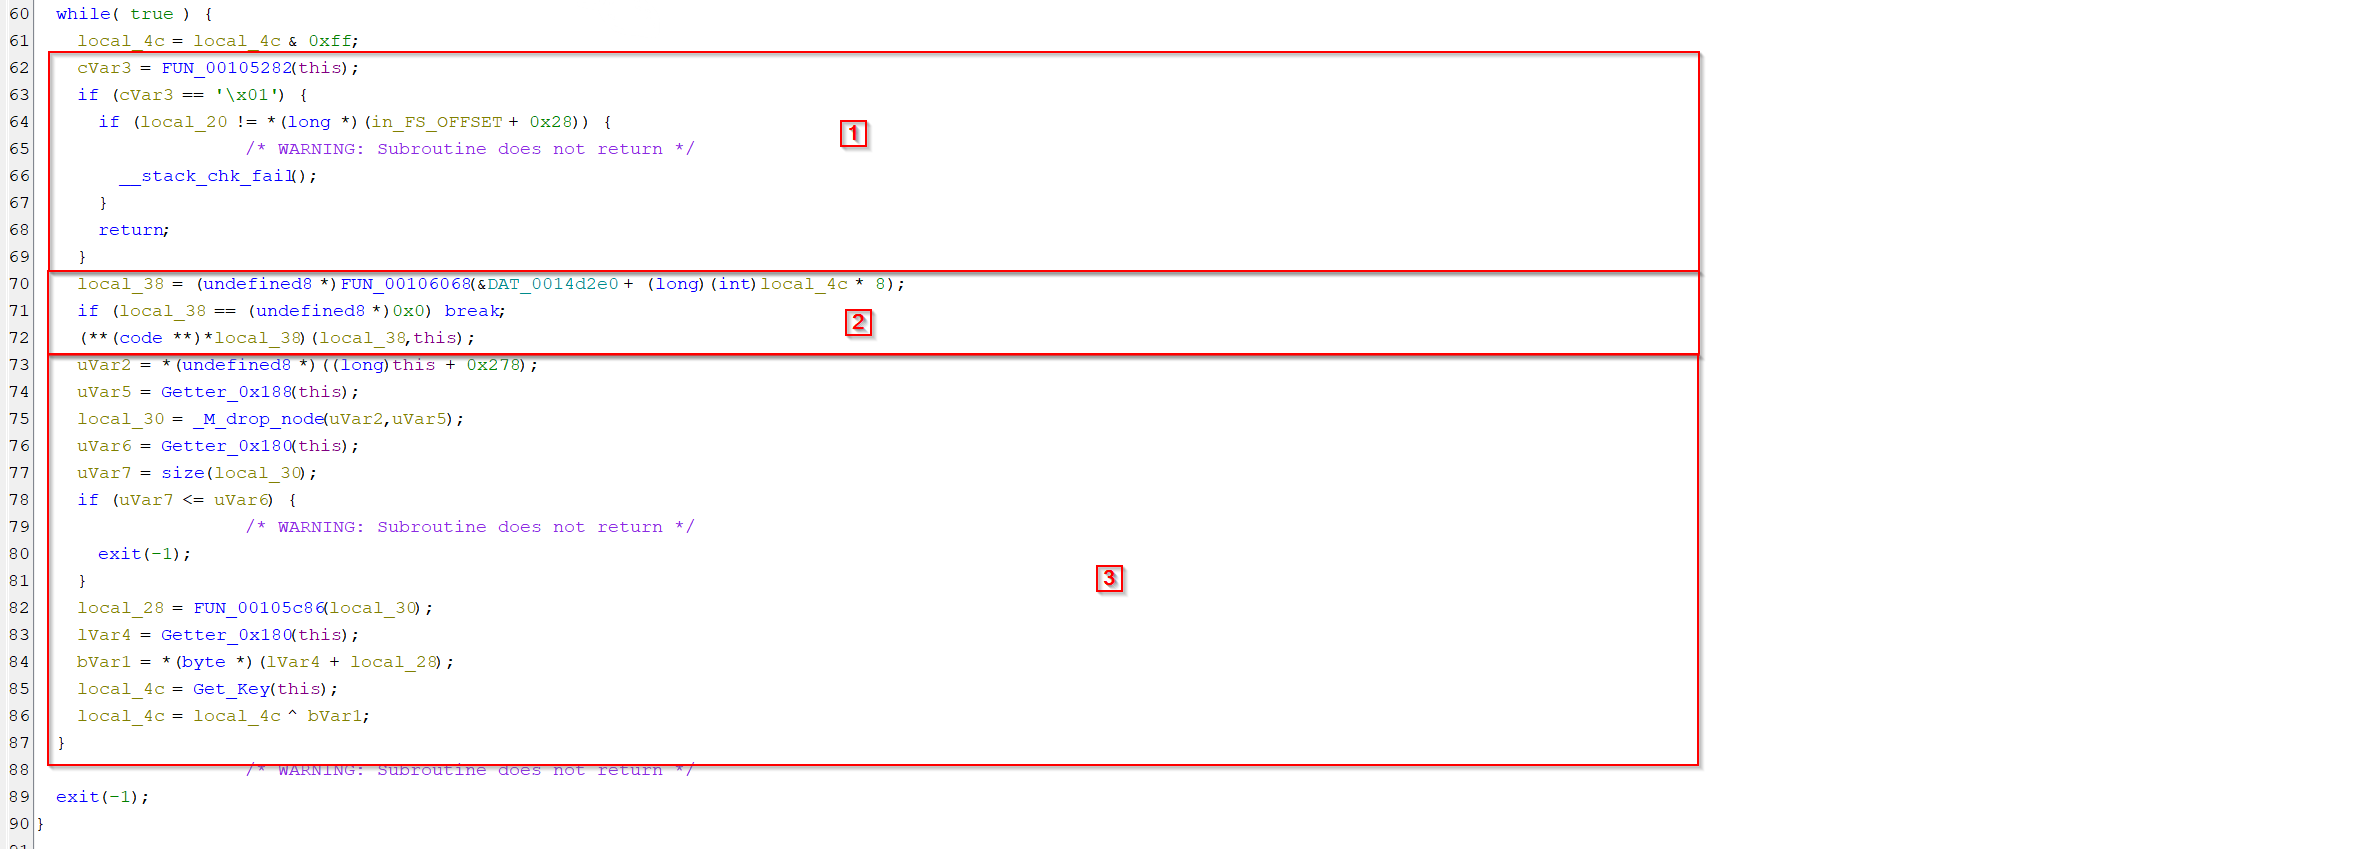 60 while( true ) {
61 local_4c = local_4c & 0xff;
62 cVar3 = FUN_00105282(this);
63 if (cVar3 == '\x01') {
64 if (local_20 != *(long *)(in_FS_OFFSET + 0x28)) {
65 /* WARNING: Subroutine does not return */
66 __stack_chk_fail();
67 }
68 return;
69 }
1
70 local_38 = (undefined8 *)FUN_00106068(&DAT_0014d2e0 + (long)(int)local_4c * 8);
71 if (local_38 == (undefined8 *)0x0) break;
72 (**(code **)*local_38)(local_38,this);
2
73 uVar2 = *(undefined8 *)((long)this + 0x278);
74 uVar5 = Getter_0x188(this);
75 local_30 = _M_drop_node(uVar2,uVar5);
76 uVar6 = Getter_0x180(this);
77 uVar7 = size(local_30);
78 if (uVar7 <= uVar6) {
79 /* WARNING: Subroutine does not return */
80 exit(-1);
81 }
82 local_28 = FUN_00105c86(local_30);
83 lVar4 = Getter_0x180(this);
84 bVar1 = *(byte *)(lVar4 + local_28);
85 local_4c = Get_Key(this);
86 local_4c = local_4c ^ bVar1;
87 }
3
88 /* WARNING: Subroutine does not return */
89 exit(-1);
90 }
91